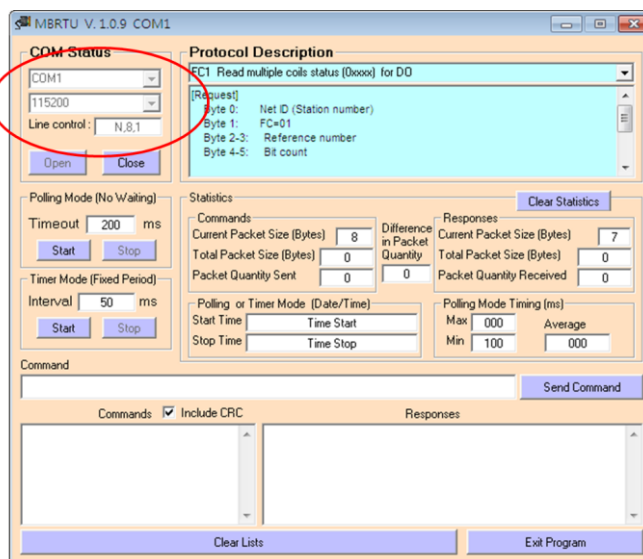 MBRTU V. 1.0.9 COM1
COM Status
COM1
115200
Line control : N,8,1
Open Close
Protocol Description
FC1 Read multiple coils status (0xxxx) for DO
[Request]
Byte 0: Net ID (Station number)
Byte 1: FC=01
Byte 2-3: Reference number
Byte 4-5: Bit count
Polling Mode (No Waiting)
Timeout 200 ms
Start Stop
Timer Mode (Fixed Period)
Interval 50 ms
Start Stop
Statistics
Clear Statistics
Commands
Current Packet Size (Bytes) 8
Total Packet Size (Bytes) 0
Packet Quantity Sent 0
Difference
in Packet
Quantity
0
Responses
Current Packet Size (Bytes) 7
Total Packet Size (Bytes) 0
Packet Quantity Received 0
Polling or Timer Mode (Date/Time)
Start Time Time Start
Stop Time Time Stop
Polling Mode Timing (ms)
Max 000 Average
Min 100 000
Command
Send Command
Commands Include CRC Responses
Clear Lists Exit Program